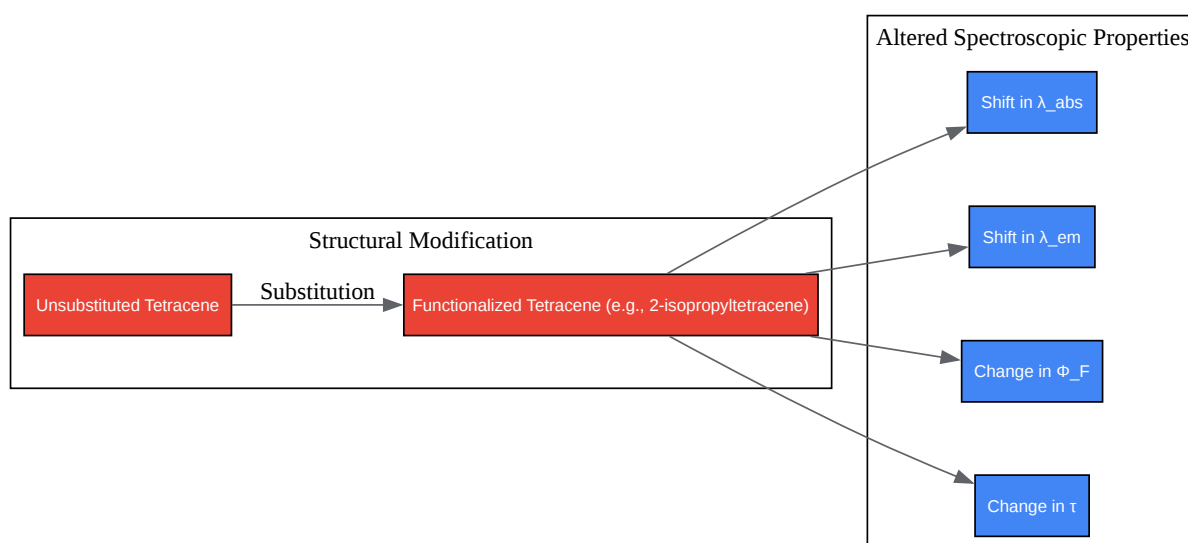 Altered Spectroscopic Properties
Shift in λ_abs
Shift in λ_em
Structural Modification
Unsubstituted Tetracene
Substitution
Functionalized Tetracene (e.g., 2-isopropyltetracene)
Change in Φ_F
Change in τ